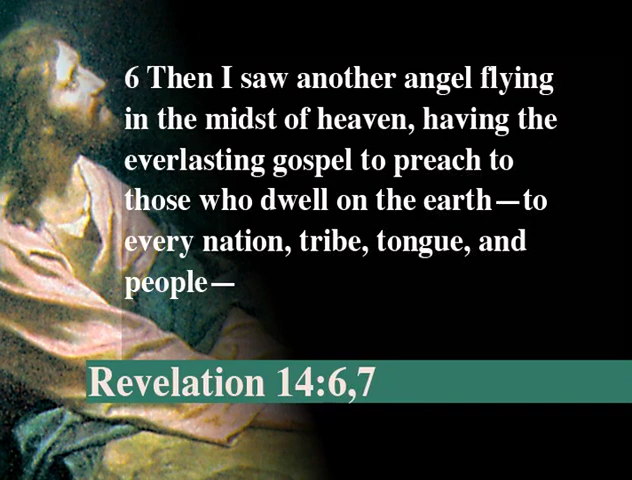 6 Then I saw another angel flying
in the midst of heaven, having the
everlasting gospel to preach to
those who dwell on the earth—to
every nation, tribe, tongue, and
people—
Revelation 14:6,7